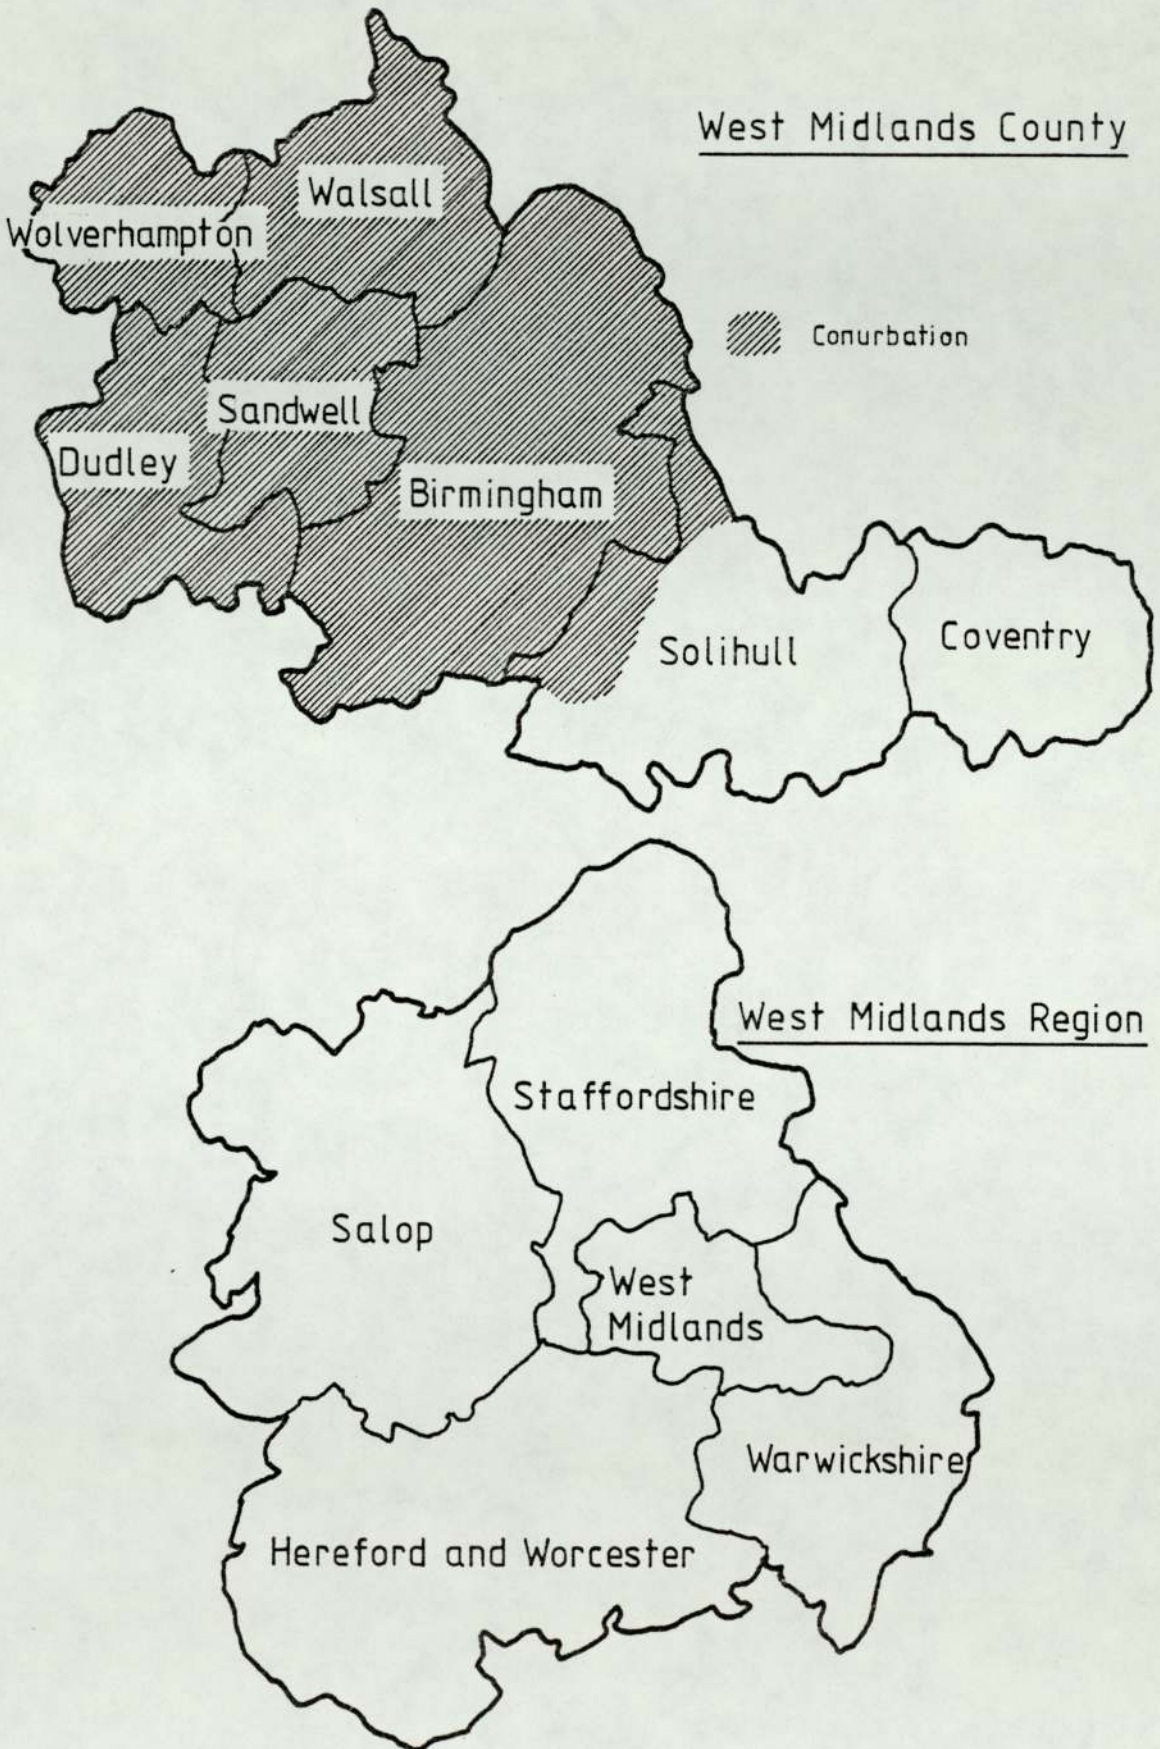 West Midlands County
Walsall
Wolverhampton
Conurbation
Sandwell
Dudley
Birmingham
Solihull
Coventry
West Midlands Region
Staffordshire
Salop
West
Midlands
Warwickshire
Hereford and Worcester